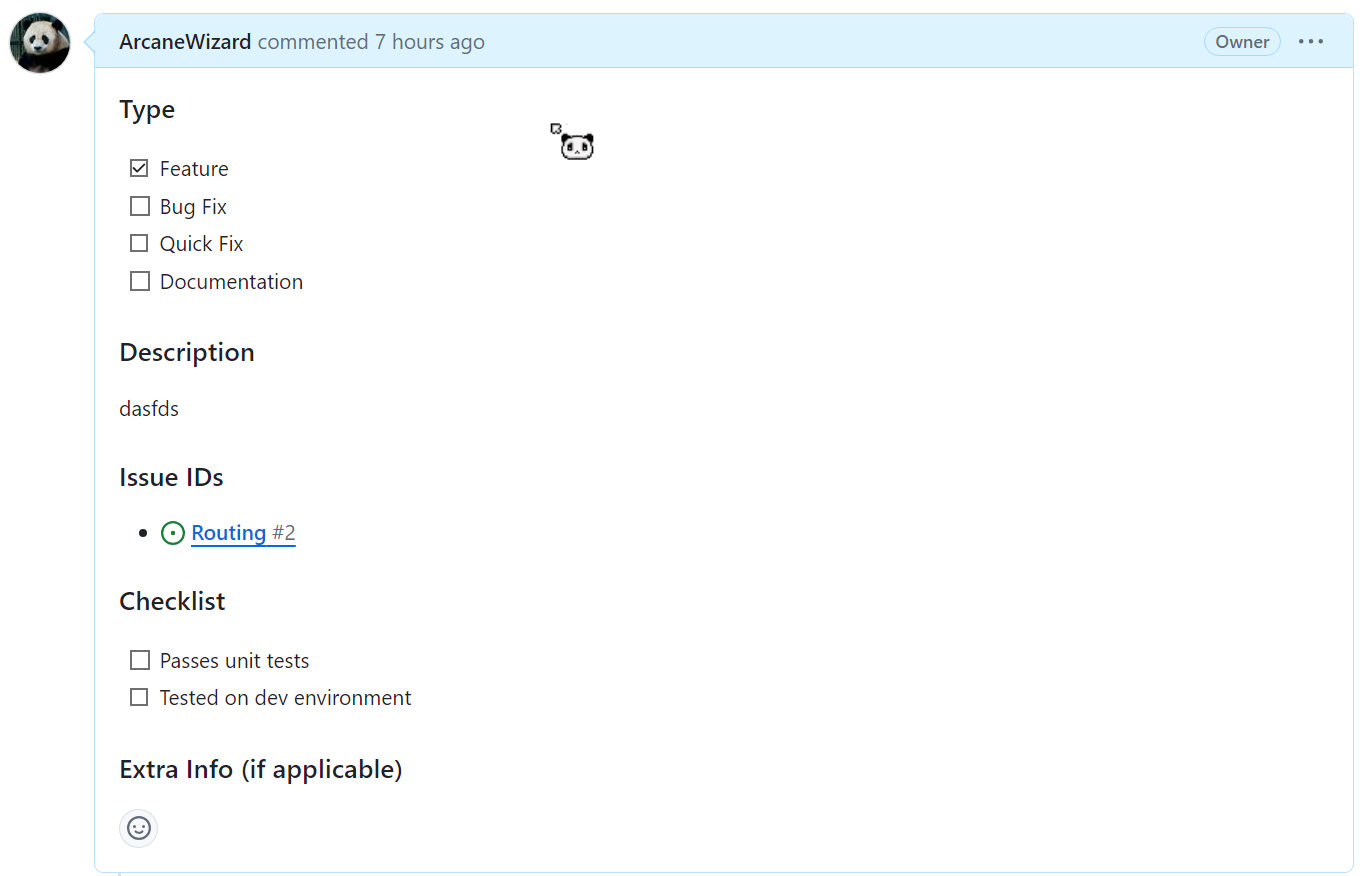 ArcaneWizard commented 7 hours ago
Owner
Type
Feature
Bug Fix
Quick Fix
Documentation
Description
dasfds
Issue IDs
Routing #2
Checklist
Passes unit tests
Tested on dev environment
Extra Info (if applicable)